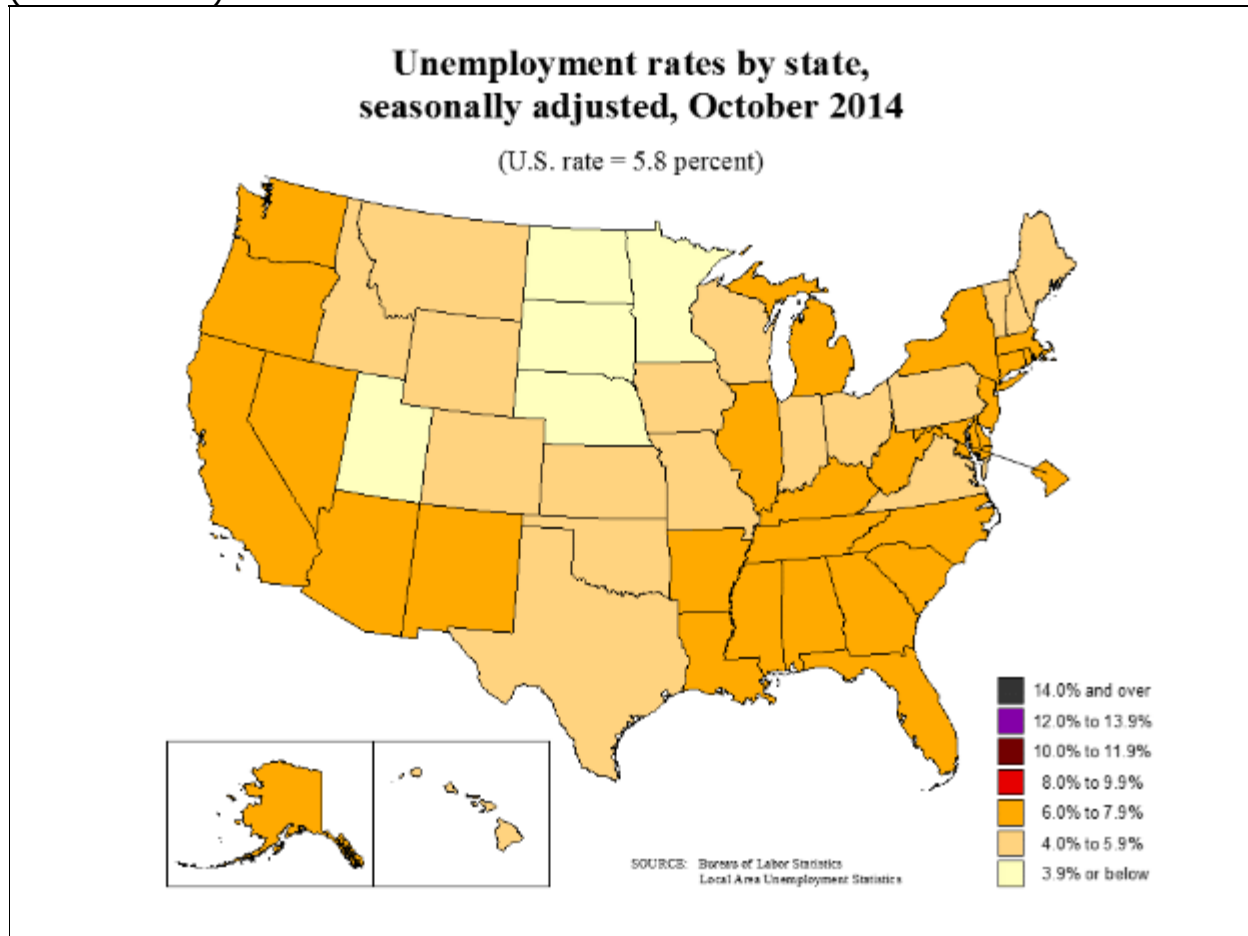 Unemployment rates by state,
seasonally adjusted, October 2014
(U.S. rate = 5.8 percent)
14.0% and over
12.0% to 13.9%
10.0% to 11.9%
8.0% to 9.9%
6.0% to 7.9%
4.0% to 5.9%
3.9% or below
SOURCE: Bureau of Labor Statistics
Local Area Unemployment Statistics